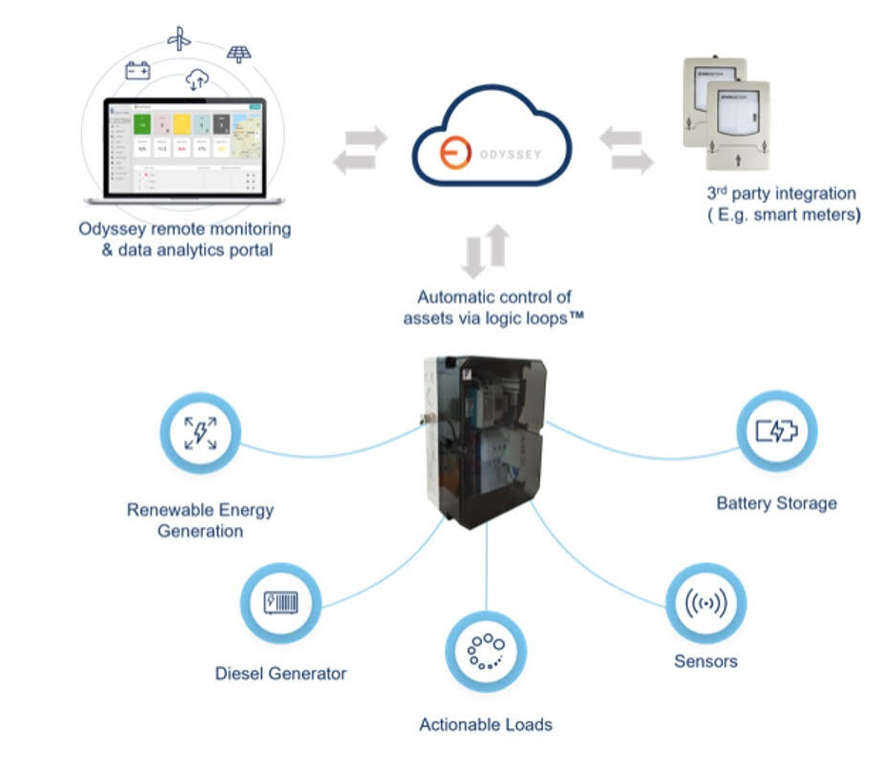 ODYSSEY
Odyssey remote monitoring
& data analytics portal
3rd party integration
( E.g. smart meters)
Automatic control of
assets via logic loops™
Renewable Energy
Generation
Battery Storage
Diesel Generator
Sensors
Actionable Loads